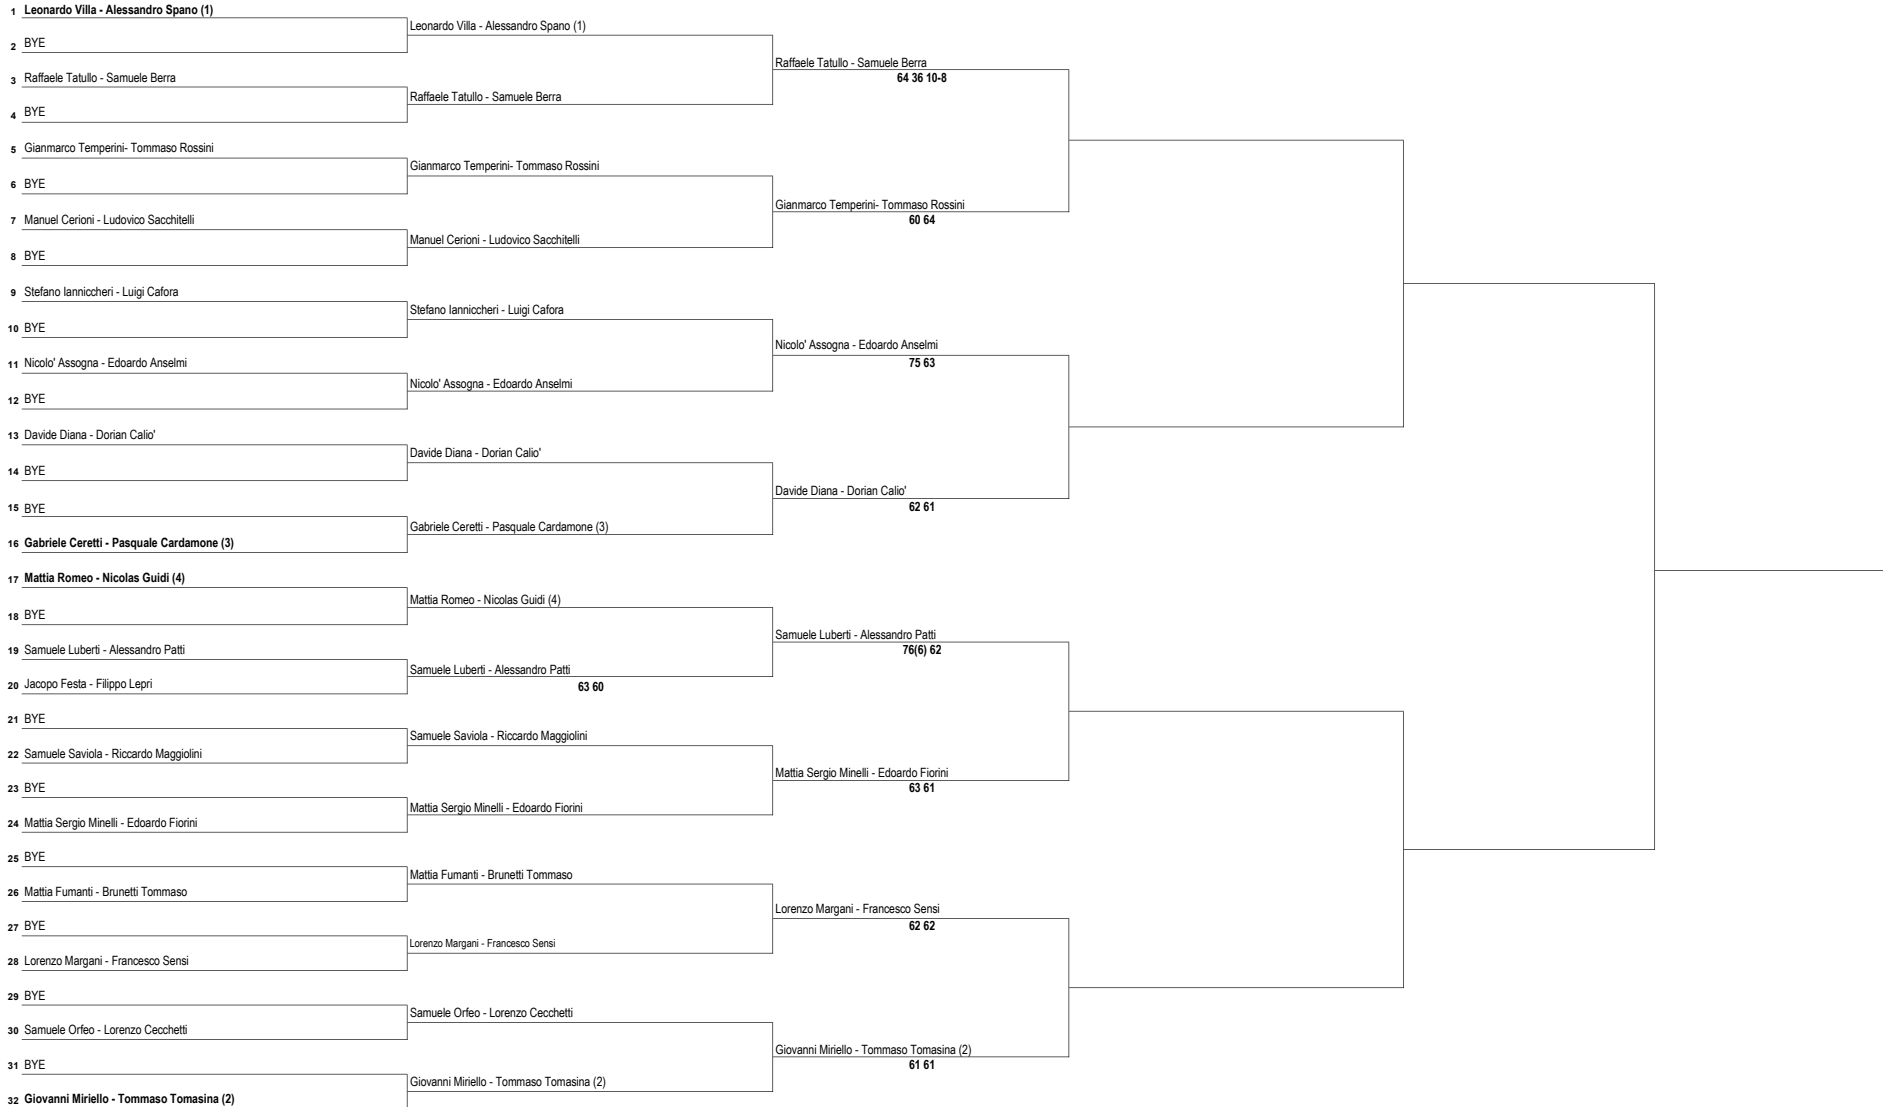 1 Leonardo Villa - Alessandro Spano (1)
Leonardo Villa - Alessandro Spano (1)
2 BYE
Raffaele Tatullo - Samuele Berra
64 36 10-8
3 Raffaele Tatullo - Samuele Berra
Raffaele Tatullo - Samuele Berra
4 BYE
5 Gianmarco Temperini- Tommaso Rossini
Gianmarco Temperini- Tommaso Rossini
6 BYE
Gianmarco Temperini- Tommaso Rossini
60 64
7 Manuel Cerioni - Ludovico Sacchitelli
Manuel Cerioni - Ludovico Sacchitelli
8 BYE
9 Stefano Ianniccheri - Luigi Cafora
Stefano Ianniccheri - Luigi Cafora
10 BYE
Nicolo' Assogna - Edoardo Anselmi
75 63
11 Nicolo' Assogna - Edoardo Anselmi
Nicolo' Assogna - Edoardo Anselmi
12 BYE
13 Davide Diana - Dorian Calio'
Davide Diana - Dorian Calio'
14 BYE
Davide Diana - Dorian Calio'
62 61
15 BYE
Gabriele Ceretti - Pasquale Cardamone (3)
16 Gabriele Ceretti - Pasquale Cardamone (3)
17 Mattia Romeo - Nicolas Guidi (4)
Mattia Romeo - Nicolas Guidi (4)
18 BYE
Samuele Luberti - Alessandro Patti
76(6) 62
19 Samuele Luberti - Alessandro Patti
Samuele Luberti - Alessandro Patti
63 60
20 Jacopo Festa - Filippo Lepri
21 BYE
Samuele Saviola - Riccardo Maggiolini
22 Samuele Saviola - Riccardo Maggiolini
Mattia Sergio Minelli - Edoardo Fiorini
63 61
23 BYE
Mattia Sergio Minelli - Edoardo Fiorini
24 Mattia Sergio Minelli - Edoardo Fiorini
25 BYE
Mattia Fumanti - Brunetti Tommaso
26 Mattia Fumanti - Brunetti Tommaso
Lorenzo Margani - Francesco Sensi
62 62
27 BYE
Lorenzo Margani - Francesco Sensi
28 Lorenzo Margani - Francesco Sensi
29 BYE
Samuele Orfeo - Lorenzo Cecchetti
30 Samuele Orfeo - Lorenzo Cecchetti
Giovanni Miriello - Tommaso Tomasina (2)
61 61
31 BYE
Giovanni Miriello - Tommaso Tomasina (2)
32 Giovanni Miriello - Tommaso Tomasina (2)